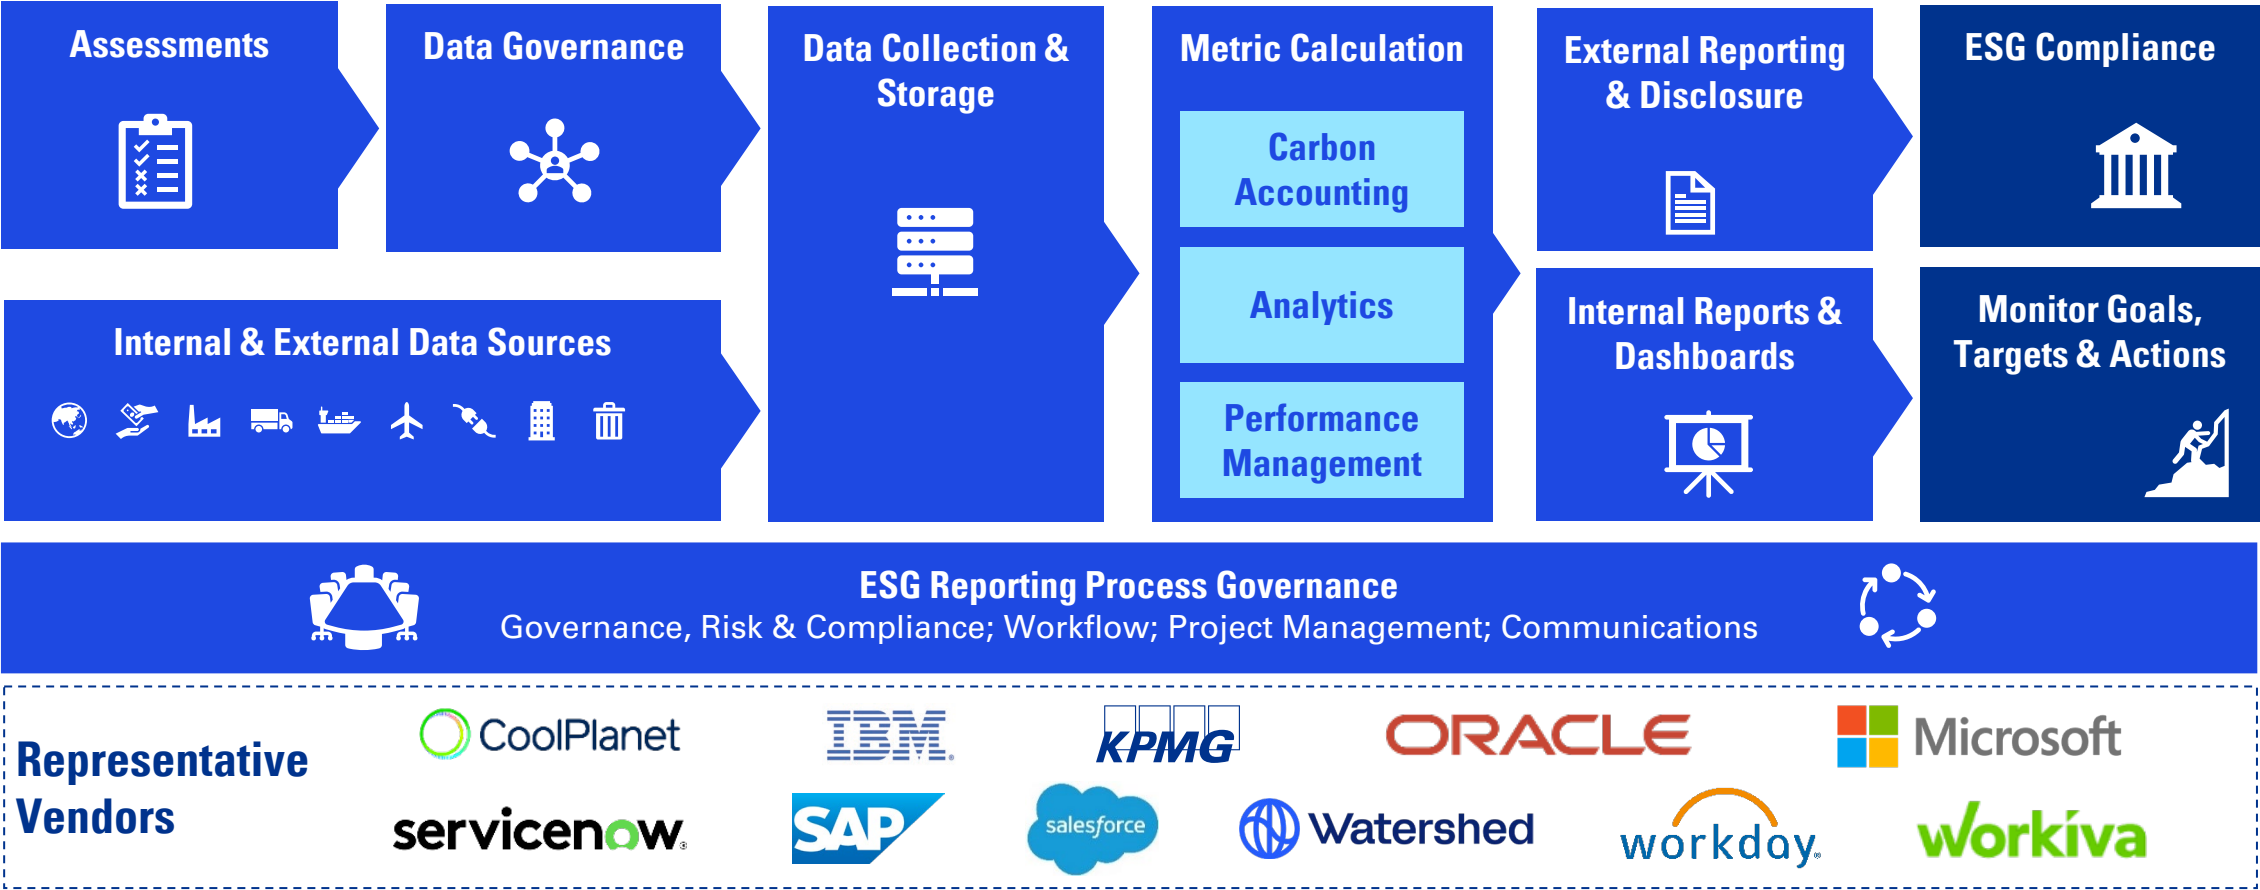 Assessments
Data Governance
Data Collection &
Storage
Metric Calculation
Carbon
Accounting
Analytics
Performance
Management
External Reporting
& Disclosure
ESG Compliance
Internal & External Data Sources
Internal Reports &
Dashboards
Monitor Goals,
Targets & Actions
ESG Reporting Process Governance
Governance, Risk & Compliance; Workflow; Project Management; Communications
Representative
Vendors
CoolPlanet
IBM®
KPMG
ORACLE
Microsoft
servicenow
SAP
salesforce
Watershed
workday®
workiva